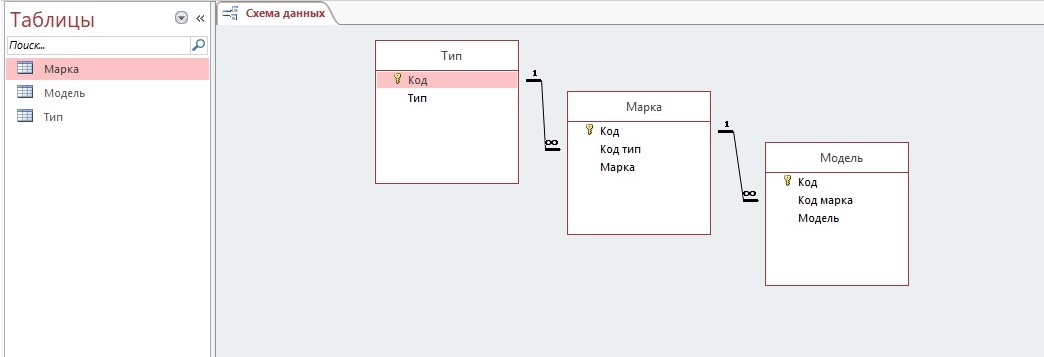 Таблицы
Поиск...
Марка
Модель
Тип
Схема данных
Тип
Код
Тип
1
∞
Марка
Код
Код тип
Марка
1
∞
Модель
Код
Код марка
Модель